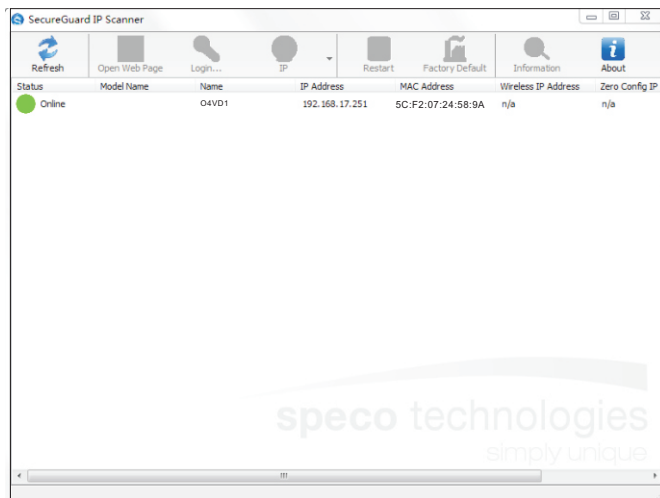 SecureGuard IP Scanner
Refresh Open Web Page Login... IP Restart Factory Default Information About
Status Model Name Name IP Address MAC Address Wireless IP Address Zero Config IP
Online O4VD1 192.168.17.251 5C:F2:07:24:58:9A n/a n/a
speco technologies
simply unique